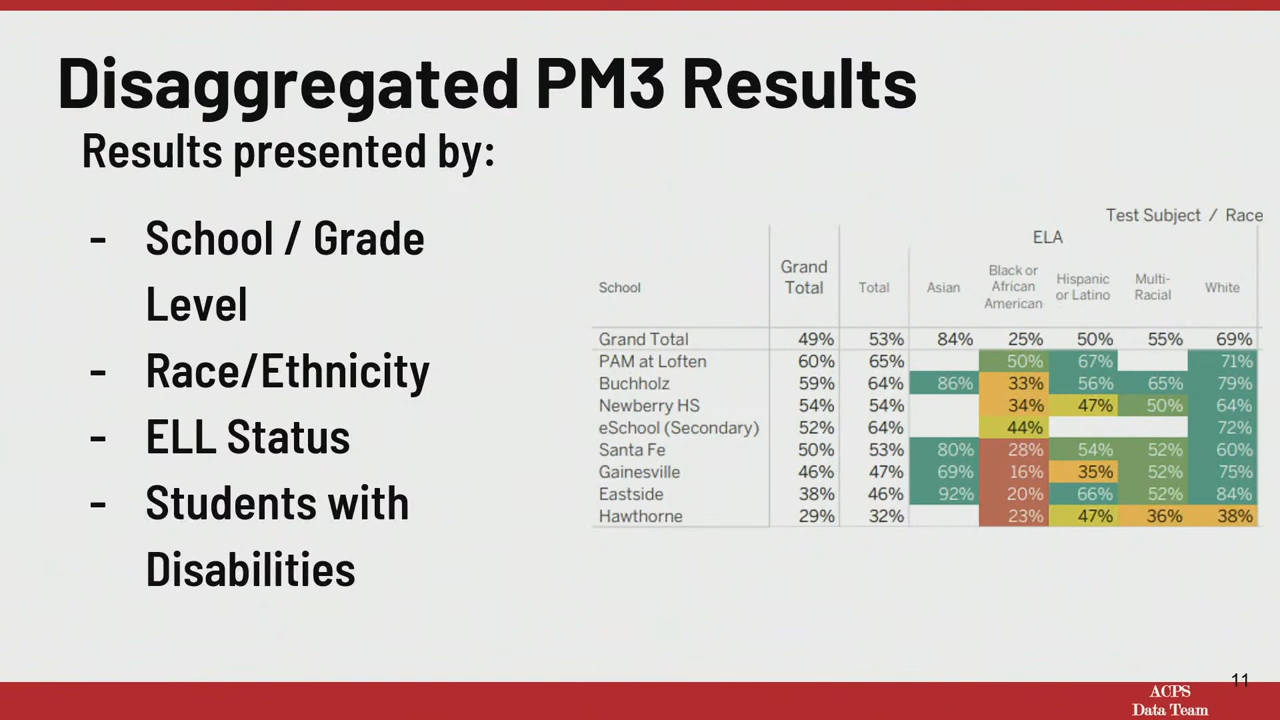 Disaggregated PM3 Results
Results presented by:
- School / Grade
Level
- Race/Ethnicity
- ELL Status
- Students with
Disabilities
Test Subject / Race
ELA
School Grand Total Total Asian Black or African American Hispanic or Latino Multi-Racial White
Grand Total 49% 53% 84% 25% 50% 55% 69%
PAM at Loften 60% 65% 50% 67% 71%
Buchholz 59% 64% 86% 33% 56% 65% 79%
Newberry HS 54% 54% 34% 47% 50% 64%
eSchool (Secondary) 52% 64% 44% 72%
Santa Fe 50% 53% 80% 28% 54% 52% 60%
Gainesville 46% 47% 69% 16% 35% 52% 75%
Eastside 38% 46% 92% 20% 66% 52% 84%
Hawthorne 29% 32% 23% 47% 36% 38%
11
ACPS
Data Team